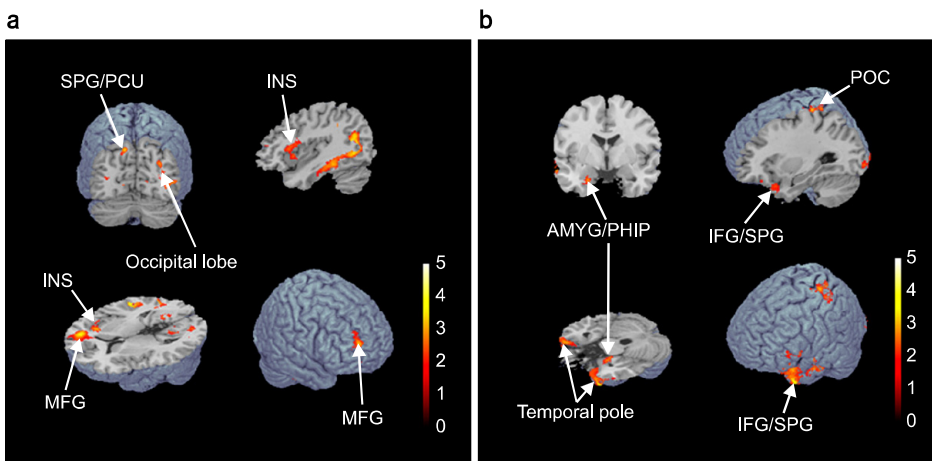 a
SPG/PCU
INS
Occipital lobe
INS
MFG
MFG
5
4
3
2
1
0
b
POC
AMYG/PHIP
IFG/SPG
Temporal pole
IFG/SPG
5
4
3
2
1
0